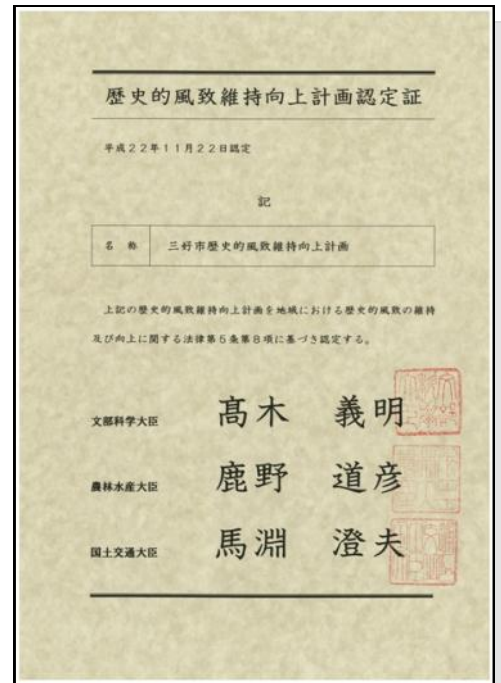 歴史的風致維持向上計画認定証
平成22年11月22日認定
記
名 称 三好市歴史的風致維持向上計画
上記の歴史的風致維持向上計画を地域における歴史的風致の維持
及び向上に関する法律第5条第8項に基づき認定する。
文部科学大臣 髙木 義明
農林水産大臣 鹿野 道彦
国土交通大臣 馬淵 澄夫